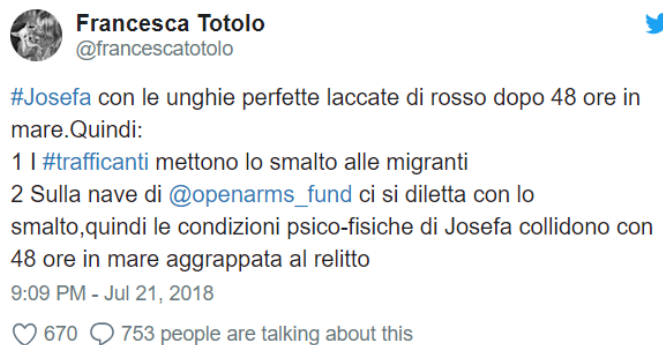 Francesca Totolo
@francescatotolo
#Josefa con le unghie perfette laccate di rosso dopo 48 ore in
mare.Quindi:
1 I #trafficanti mettono lo smalto alle migranti
2 Sulla nave di @openarms_fund ci si diletta con lo
smalto,quindi le condizioni psico-fisiche di Josefa collidono con
48 ore in mare aggrappata al relitto
9:09 PM - Jul 21, 2018
670 753 people are talking about this